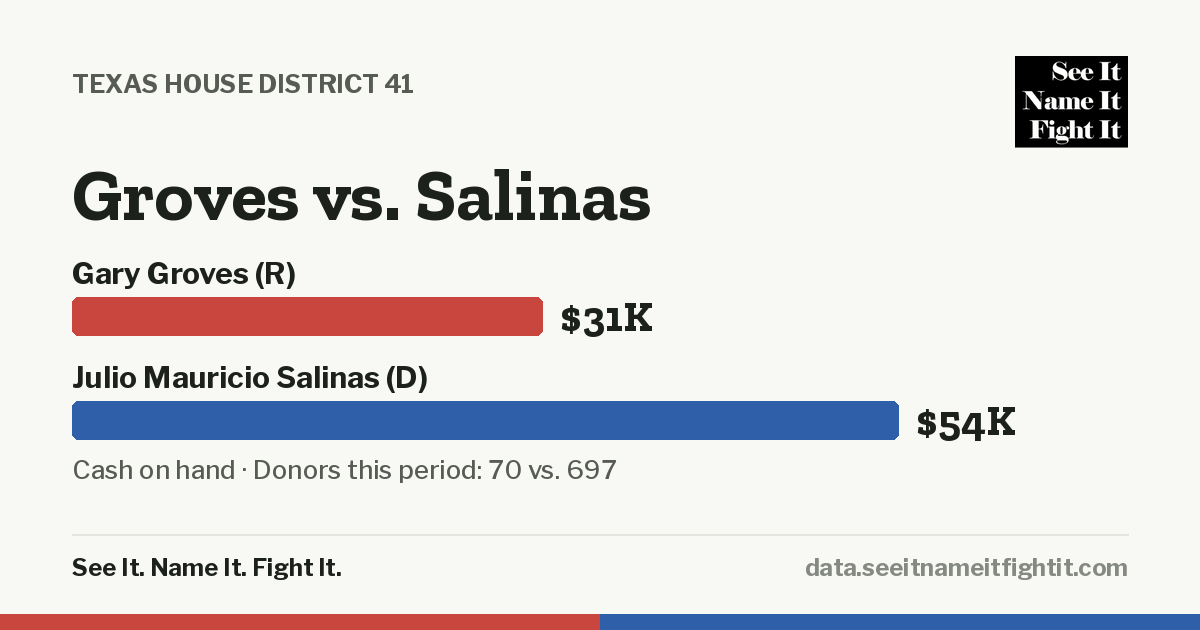 TEXAS HOUSE DISTRICT 41
See It
Name It
Fight It
Groves vs. Salinas
Gary Groves (R)
$31K
Julio Mauricio Salinas (D)
$54K
Cash on hand · Donors this period: 70 vs. 697
See It. Name It. Fight It.
data.seeitnameitfightit.com